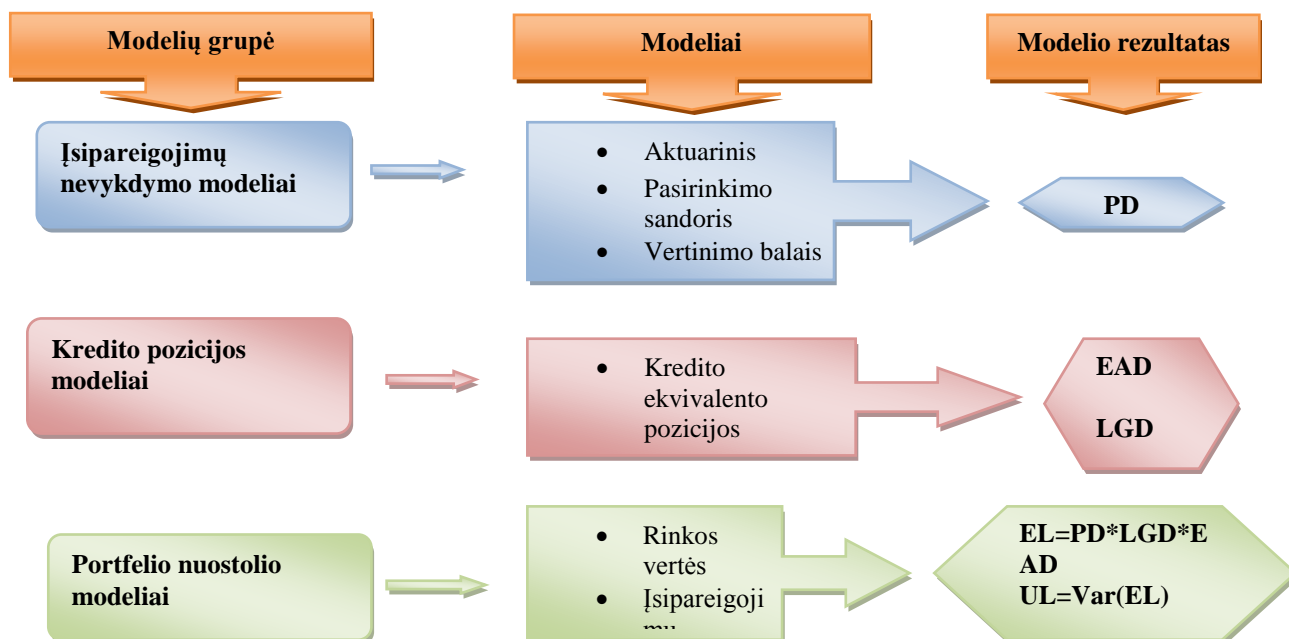 Modelių grupė
Modeliai
Modelio rezultatas
Įsipareigojimų
nevykdymo modeliai
• Aktuarinis
• Pasirinkimo
sandoris
• Vertinimo balais
PD
Kredito pozicijos
modeliai
• Kredito
ekvivalento
pozicijos
EAD
LGD
Portfelio nuostolio
modeliai
• Rinkos
vertės
• Įsipareigoji
EL=PD*LGD*E
AD
UL=Var(EL)